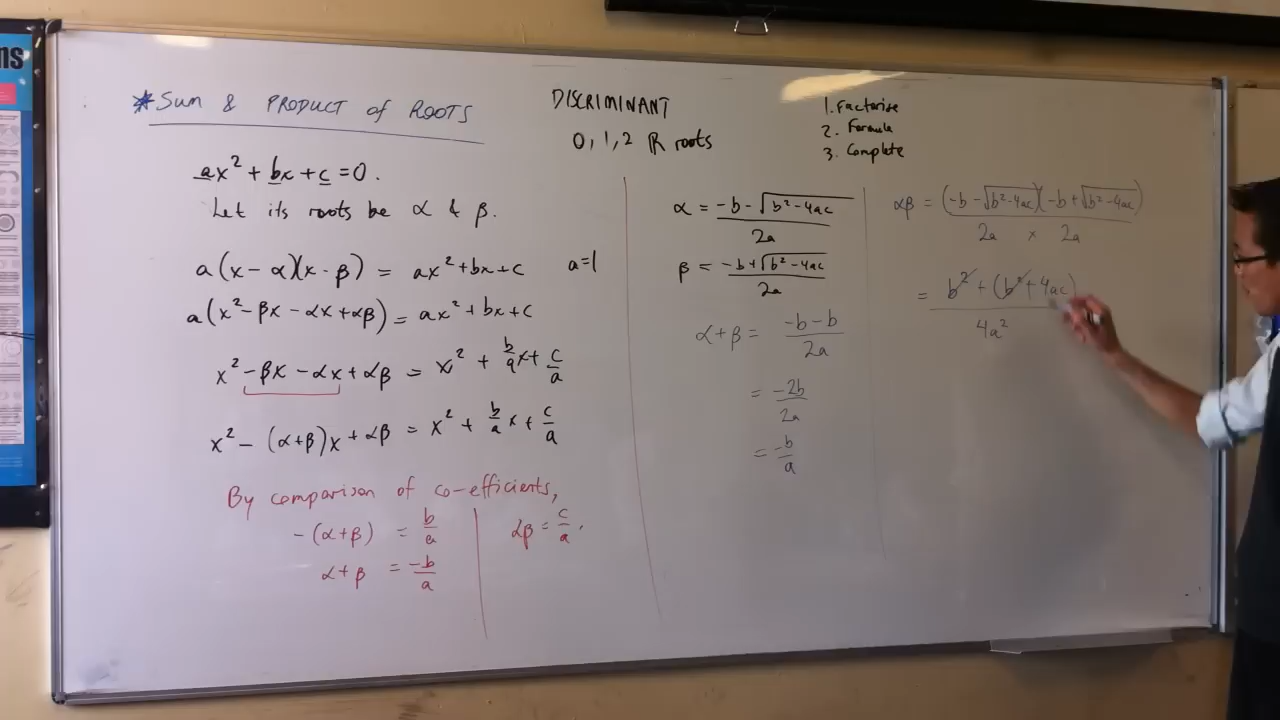 ns
*Sum & PRODUCT of ROOTS
ax² + bx + c = 0.
Let its roots be α & β.
a(x - α)(x - β) = ax² + bx + c a=1
a(x² - βx - αx + αβ) = ax² + bx + c
x² - βx - αx + αβ = x² + b/a x + c/a
x² - (α+β)x + αβ = x² + b/a x + c/a
By comparison of co-efficients,
-(α+β) = b/a
α+β = -b/a
αβ = c/a.
DISCRIMINANT
0, 1, 2 ℝ roots
1. Factorise
2. Formula
3. Complete
α = (-b - √(b² - 4ac))/2a
β = (-b + √(b² - 4ac))/2a
α + β = (-b - b)/2a
= -2b/2a
= -b/a
αβ = (-b - √(b² - 4ac))(-b + √(b² - 4ac))/(2a × 2a)
= (b² + (b² + 4ac))/4a²